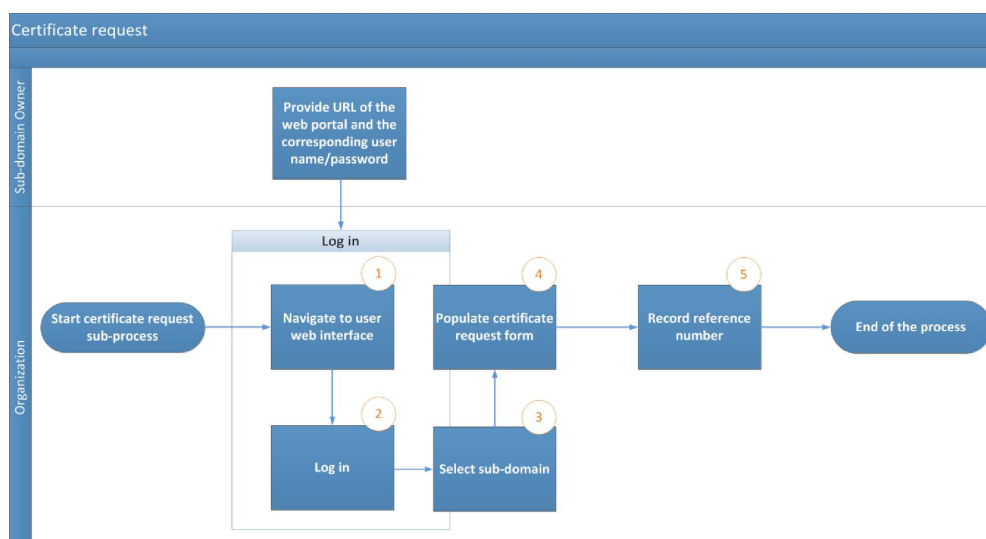 Certificate request
Sub-domain Owner
Provide URL of the
web portal and the
corresponding user
name/password
Organization
Log in
Start certificate request
sub-process
1
Navigate to user
web interface
2
Log in
3
Select sub-domain
4
Populate certificate
request form
5
Record reference
number
End of the process